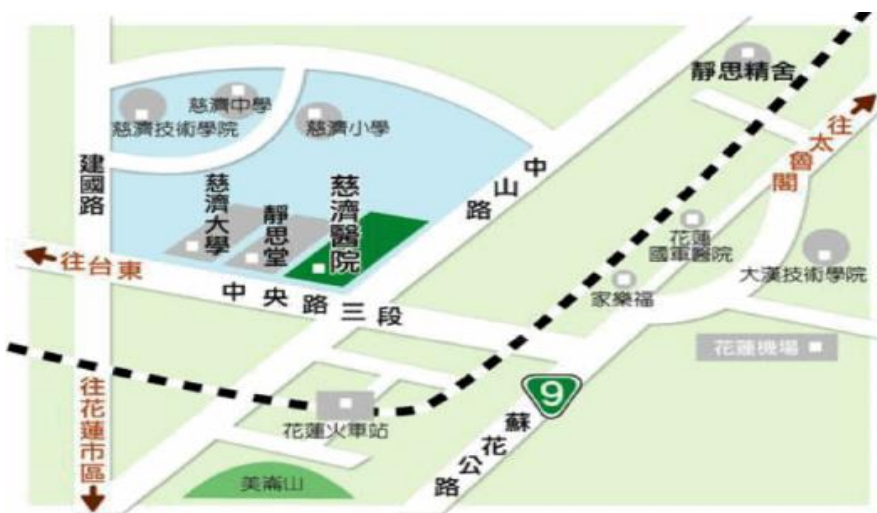 靜思精舍
往太魯閣
慈濟中學
慈濟技術學院
慈濟小學
中山路
建國路
慈濟大學
靜思堂
慈濟醫院
花蓮
國軍醫院
大漢技術學院
往台東
中央路三段
家樂福
花蓮機場
往花蓮市區
9
蘇花公路
花蓮火車站
美崙山